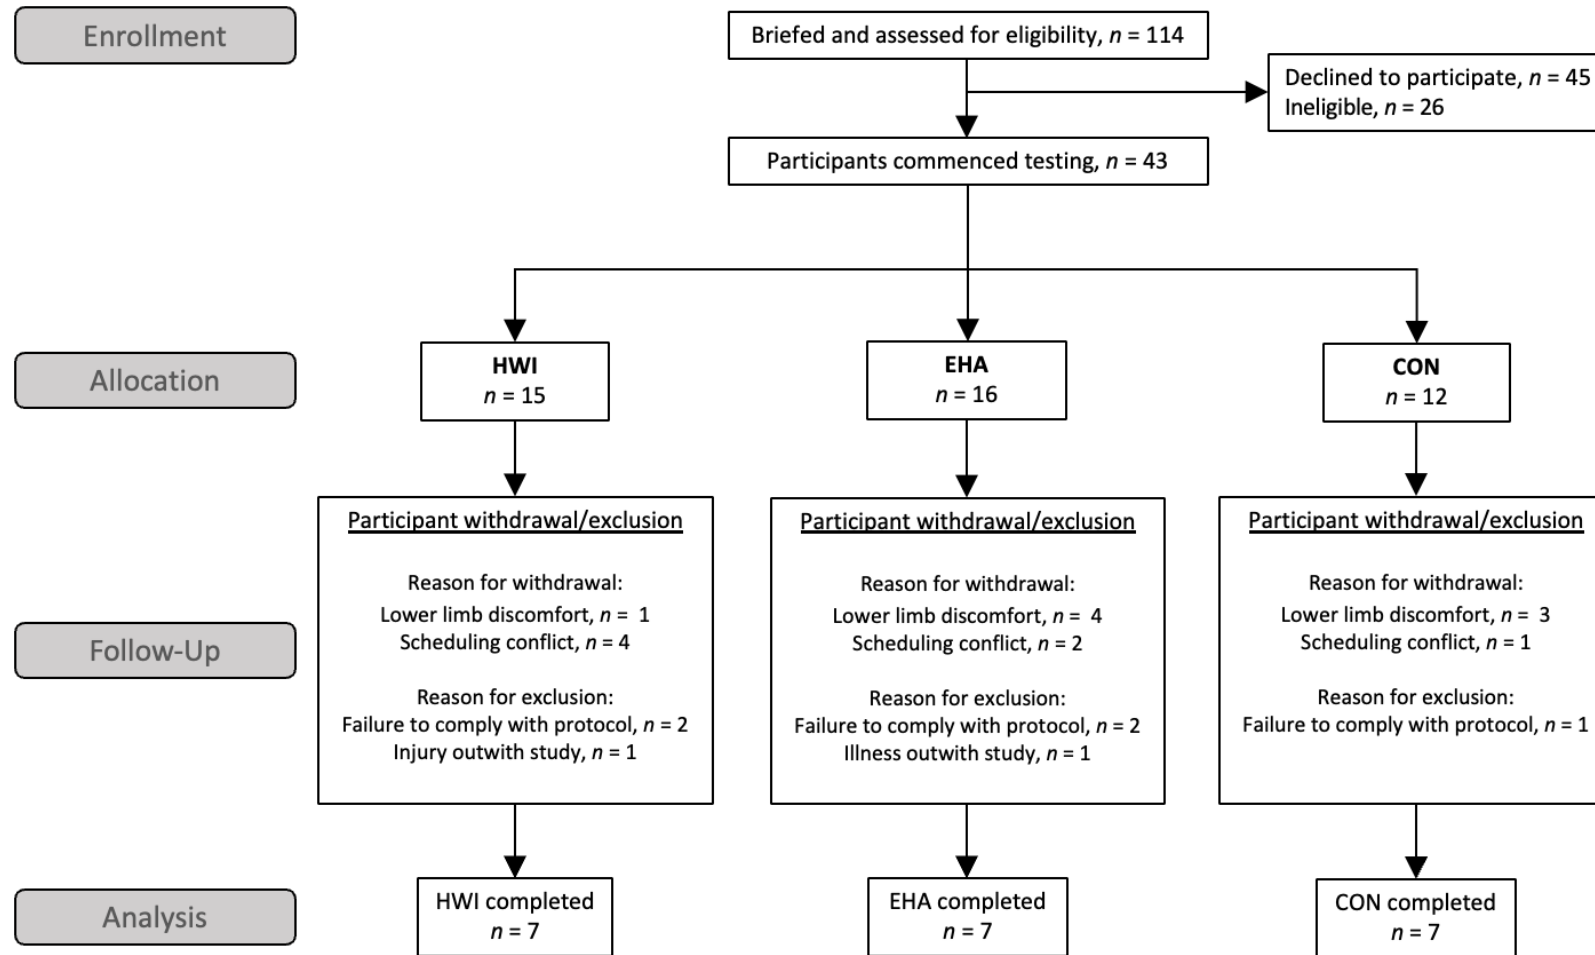 Enrollment
Briefed and assessed for eligibility, n = 114
Declined to participate, n = 45
Ineligible, n = 26
Participants commenced testing, n = 43
Allocation
HWI
n = 15
EHA
n = 16
CON
n = 12
Follow-Up
Participant withdrawal/exclusion
Reason for withdrawal:
Lower limb discomfort, n = 1
Scheduling conflict, n = 4
Reason for exclusion:
Failure to comply with protocol, n = 2
Injury outwith study, n = 1
Participant withdrawal/exclusion
Reason for withdrawal:
Lower limb discomfort, n = 4
Scheduling conflict, n = 2
Reason for exclusion:
Failure to comply with protocol, n = 2
Illness outwith study, n = 1
Participant withdrawal/exclusion
Reason for withdrawal:
Lower limb discomfort, n = 3
Scheduling conflict, n = 1
Reason for exclusion:
Failure to comply with protocol, n = 1
Analysis
HWI completed
n = 7
EHA completed
n = 7
CON completed
n = 7